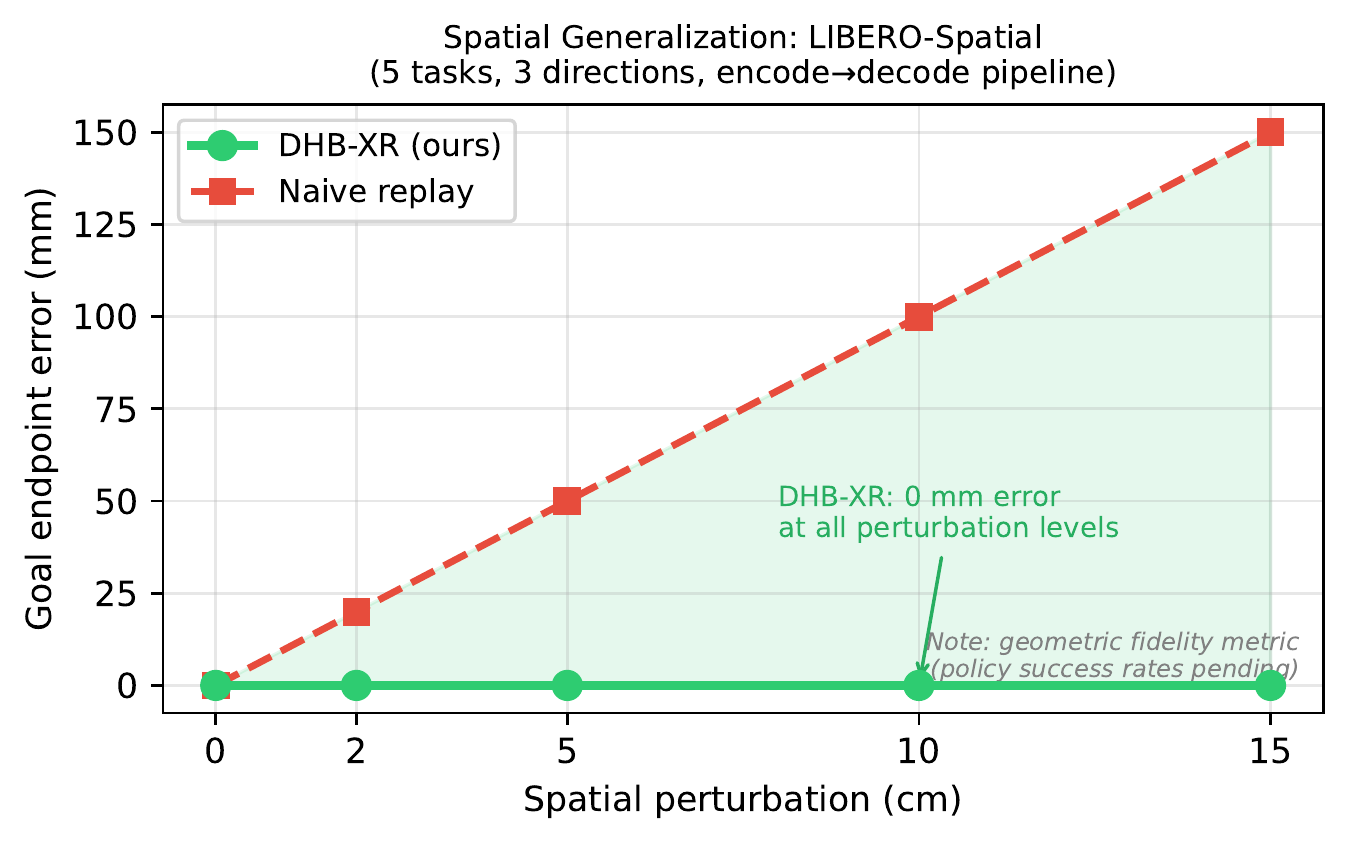 Spatial Generalization: LIBERO-Spatial
(5 tasks, 3 directions, encode→decode pipeline)
DHB-XR (ours)
Naive replay
Goal endpoint error (mm)
150
125
100
75
50
25
0
DHB-XR: 0 mm error
at all perturbation levels
Note: geometric fidelity metric
(policy success rates pending)
0 2 5 10 15
Spatial perturbation (cm)